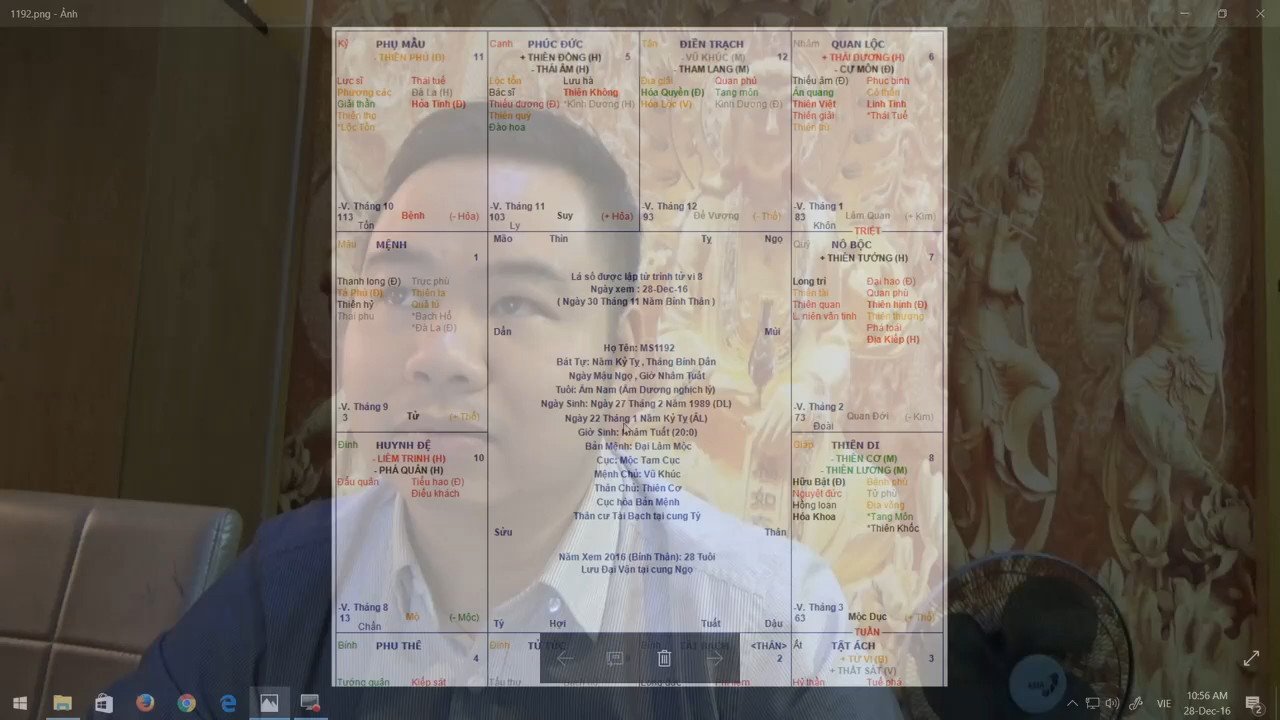 1192.png - Ảnh
Kỷ PHỤ MẪU
- THIÊN PHỦ (Đ) 11
Lực sĩ Thái tuế
Phượng các Đà La (H)
Giải thần Hỏa Tinh (Đ)
Thiên thọ
*Lộc Tồn
-V. Tháng 10
113 Bệnh (- Hỏa)
Tốn
Canh PHÚC ĐỨC
+ THIÊN ĐỒNG (H) 5
- THÁI ÂM (H)
Lộc tồn Lưu hà
Bác sĩ Thiên Không
Thiếu dương (Đ) *Kình Dương (H)
Thiên quý
Đào hoa
-V. Tháng 11
103 Suy (+ Hỏa)
Ly
Tân ĐIỀN TRẠCH
- VŨ KHÚC (M) 12
- THAM LANG (M)
Địa giải Quan phủ
Hóa Quyền (Đ) Tang môn
Hóa Lộc (V) Kình Dương (Đ)
-V. Tháng 12
93 Đế Vượng (- Thổ)
Nhâm QUAN LỘC
+ THÁI DƯƠNG (H) 6
- CỰ MÔN (Đ)
Thiếu âm (Đ) Phục binh
Ân quang Cô thần
Thiên Việt Linh Tinh
Thiên giải *Thái Tuế
Thiên trù
-V. Tháng 1
83 Lâm Quan (+ Kim)
Khôn
TRIỆT
Mậu MỆNH
1
Thanh long (Đ) Trực phù
Tả Phù (Đ) Thiên la
Thiên hỷ Quả tú
Thai phụ *Bạch Hổ
*Đà La (Đ)
-V. Tháng 9
3 Tử (+ Thổ)
Mão Thìn Tỵ Ngọ
Lá số được lập từ trình tử vi 8
Ngày xem : 28-Dec-16
( Ngày 30 Tháng 11 Năm Bính Thân )
Dần Mùi
Họ Tên: MS1192
Bát Tự: Năm Kỷ Tỵ , Tháng Bính Dần
Ngày Mậu Ngọ , Giờ Nhâm Tuất
Tuổi: Âm Nam (Âm Dương nghịch lý)
Ngày Sinh: Ngày 27 Tháng 2 Năm 1989 (DL)
Ngày 22 Tháng 1 Năm Kỷ Tỵ (ÂL)
Giờ Sinh: Nhâm Tuất (20:0)
Bản Mệnh: Đại Lâm Mộc
Cục: Mộc Tam Cục
Mệnh Chủ: Vũ Khúc
Thân Chủ: Thiên Cơ
Cục hòa Bản Mệnh
Thân cư Tài Bạch tại cung Tý
Sửu Thân
Năm Xem 2016 (Bính Thân): 28 Tuổi
Lưu Đại Vận tại cung Ngọ
Tý Hợi Tuất Dậu
Quý NÔ BỘC
+ THIÊN TƯỚNG (H) 7
Long trì Đại hao (Đ)
Thiên tài Quan phù
Thiên quan Thiên hình (Đ)
L. niên văn tinh Thiên thương
Phá toái
Địa Kiếp (H)
-V. Tháng 2
73 Quan Đới (- Kim)
Đoài
Đinh HUYNH ĐỆ
- LIÊM TRINH (H) 10
- PHÁ QUÂN (H)
Đẩu quân Tiểu hao (Đ)
Điếu khách
-V. Tháng 8
13 Mộ (- Mộc)
Chấn
Giáp THIÊN DI
- THIÊN CƠ (M) 8
- THIÊN LƯƠNG (M)
Hữu Bật (Đ) Bệnh phù
Nguyệt đức Tử phù
Hồng loan Địa võng
Hóa Khoa *Tang Môn
*Thiên Khốc
-V. Tháng 3
63 Mộc Dục (+ Thổ)
TUẦN
Bính PHU THÊ
4
Tướng quân Kiếp sát
Đinh TỬ TỨC
Tấu thư
<THÂN>
2
Ất TẬT ÁCH
+ TỬ VI (B) 3
+ THẤT SÁT (V)
Hỷ thần Tuế phá
VIE
10:56 AM
28-Dec-16
2